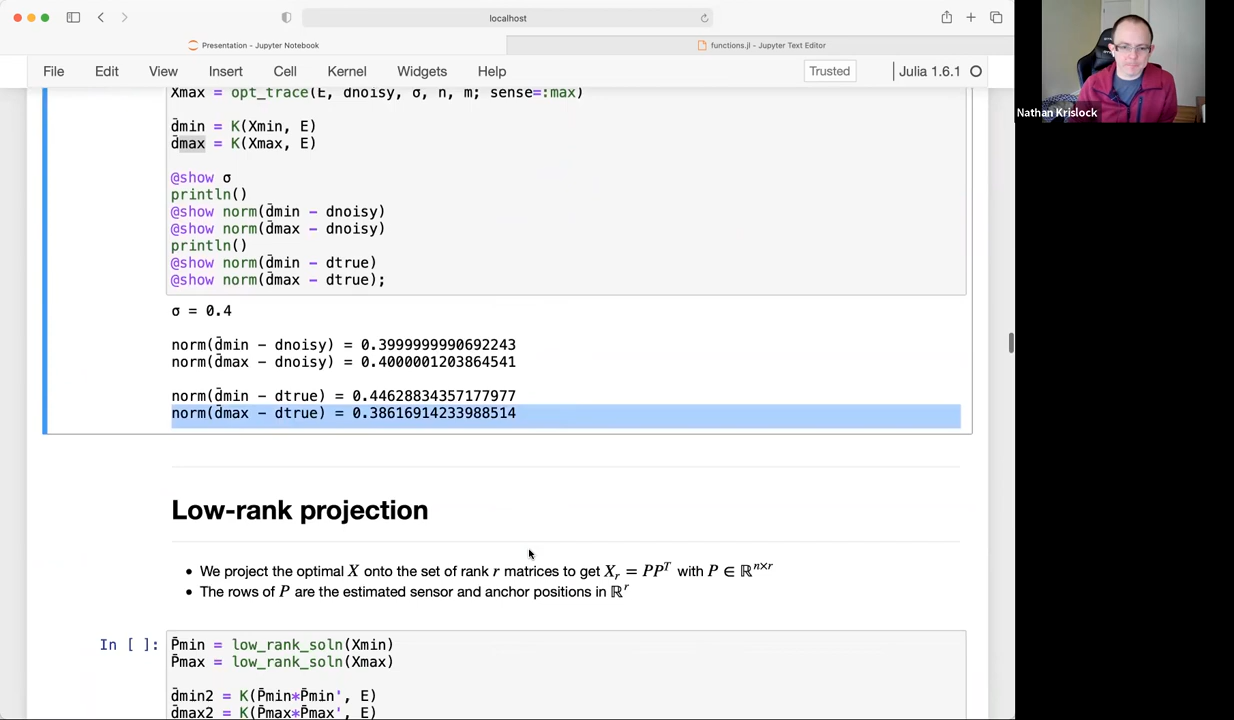 localhost
Presentation - Jupyter Notebook
functions.jl - Jupyter Text Editor
File Edit View Insert Cell Kernel Widgets Help Trusted Julia 1.6.1
Nathan Krislock
Xmax = opt_trace(E, dnoisy, σ, n, m; sense=:max)
d̄min = K(Xmin, E)
d̄max = K(Xmax, E)
@show σ
println()
@show norm(d̄min - dnoisy)
@show norm(d̄max - dnoisy)
println()
@show norm(d̄min - dtrue)
@show norm(d̄max - dtrue);
σ = 0.4
norm(d̄min - dnoisy) = 0.3999999990692243
norm(d̄max - dnoisy) = 0.4000001203864541
norm(d̄min - dtrue) = 0.44628834357177977
norm(d̄max - dtrue) = 0.38616914233988514
Low-rank projection
• We project the optimal X onto the set of rank r matrices to get Xᵣ = PPᵀ with P ∈ ℝⁿˣʳ
• The rows of P are the estimated sensor and anchor positions in ℝʳ
In [ ]: P̄min = low_rank_soln(Xmin)
P̄max = low_rank_soln(Xmax)
d̄min2 = K(P̄min*P̄min', E)
d̄max2 = K(P̄max*P̄max', E)